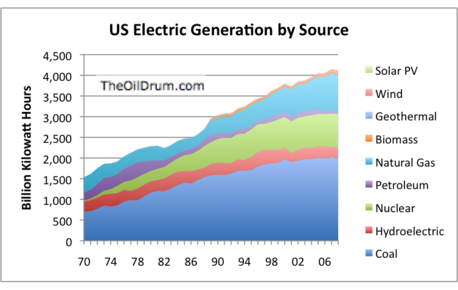 US Electric Generation by Source
Billion Kilowatt Hours
4,500
4,000
3,500
3,000
2,500
2,000
1,500
1,000
500
0
TheOilDrum.com
70 74 78 82 86 90 94 98 02 06
Solar PV
Wind
Geothermal
Biomass
Natural Gas
Petroleum
Nuclear
Hydroelectric
Coal